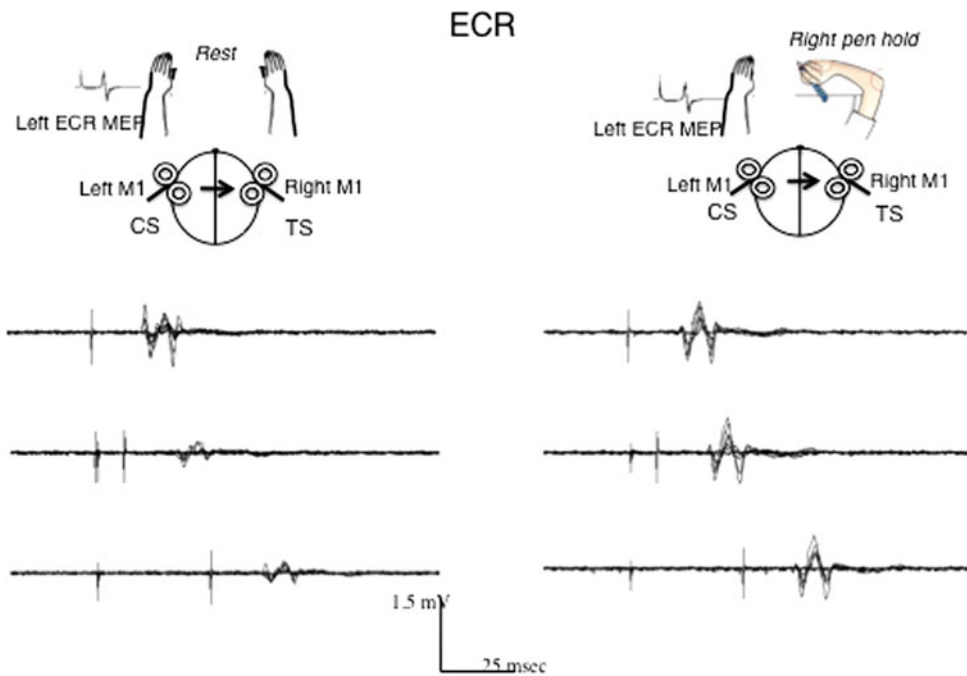 ECR
Rest
Left ECR MEP
Left M1
Right M1
CS
TS
Right pen hold
Left ECR MEP
Left M1
Right M1
CS
TS
1.5 mV
25 msec